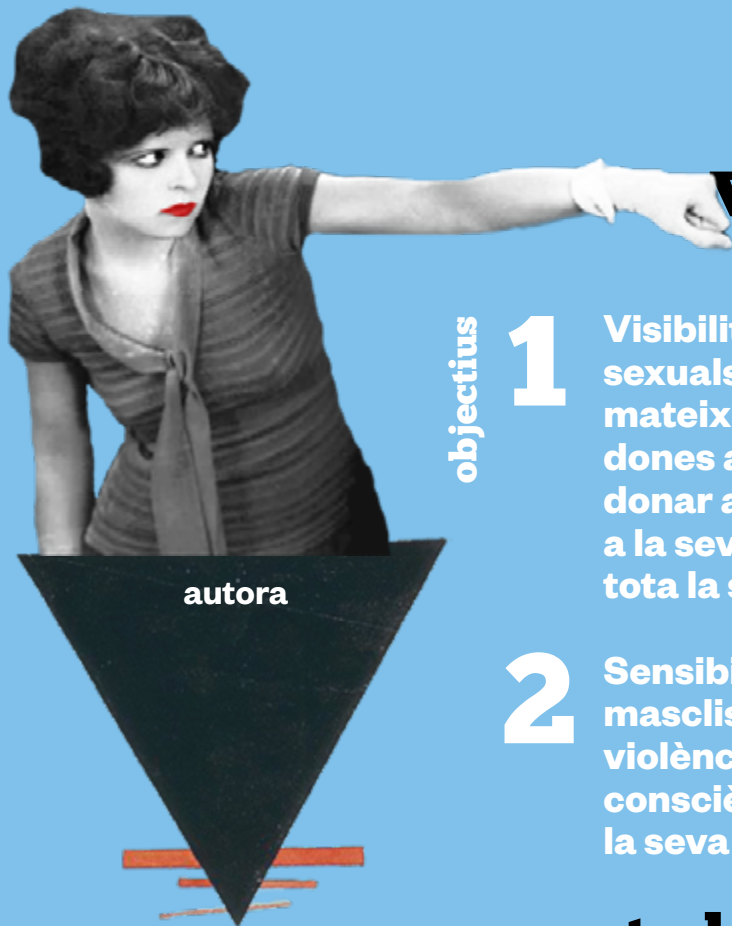 objectius
1
Visibilit
sexuals
mateix
dones a
donar a
a la sev
tota la s
autora
2
Sensibi
masclis
violènc
consciè
la seva